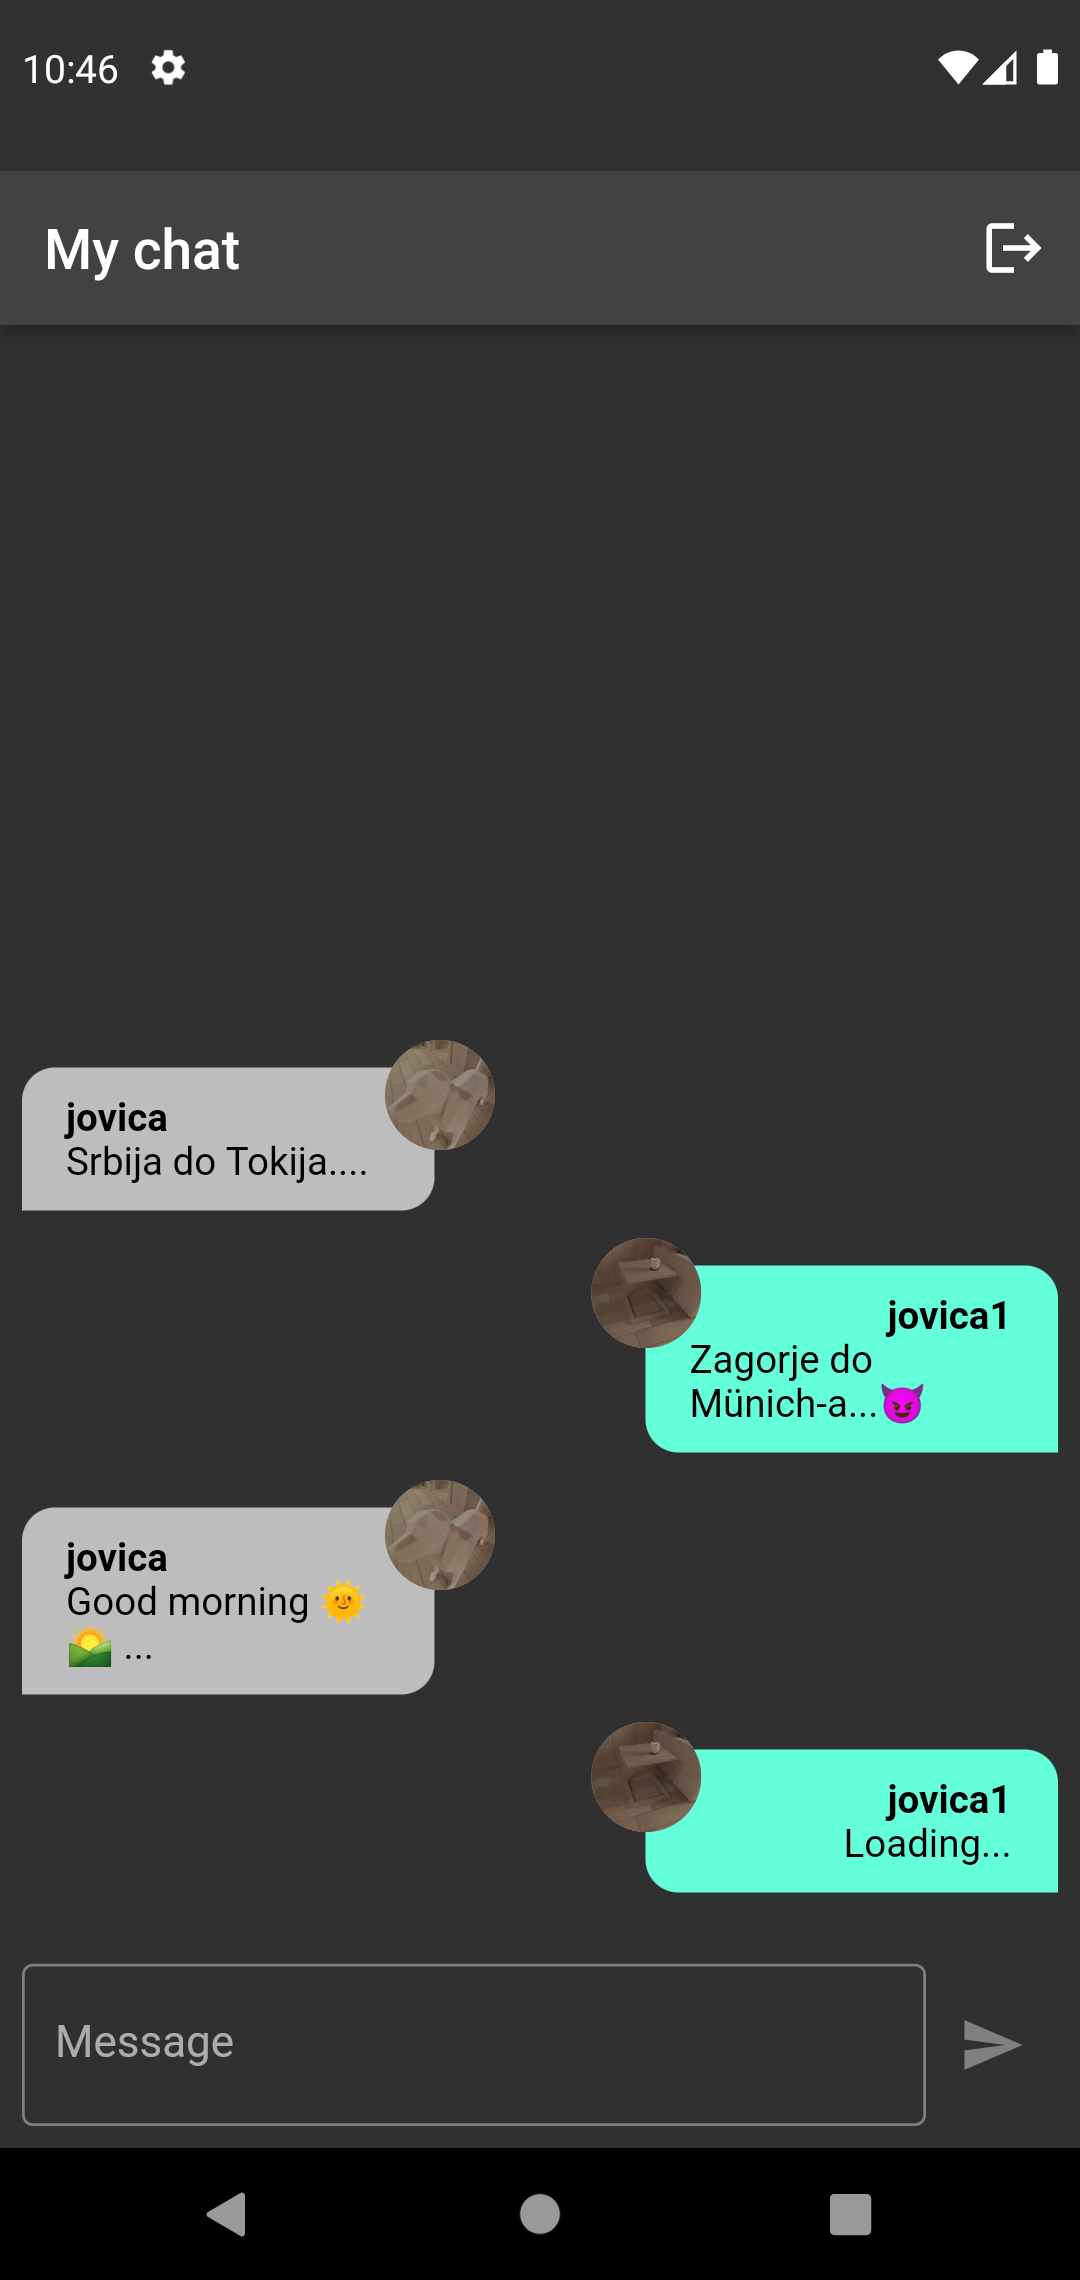 10:46
My chat
jovica
Srbija do Tokija....
jovica1
Zagorje do
Münich-a...😈
jovica
Good morning 🌞
🌄 ...
jovica1
Loading...
Message